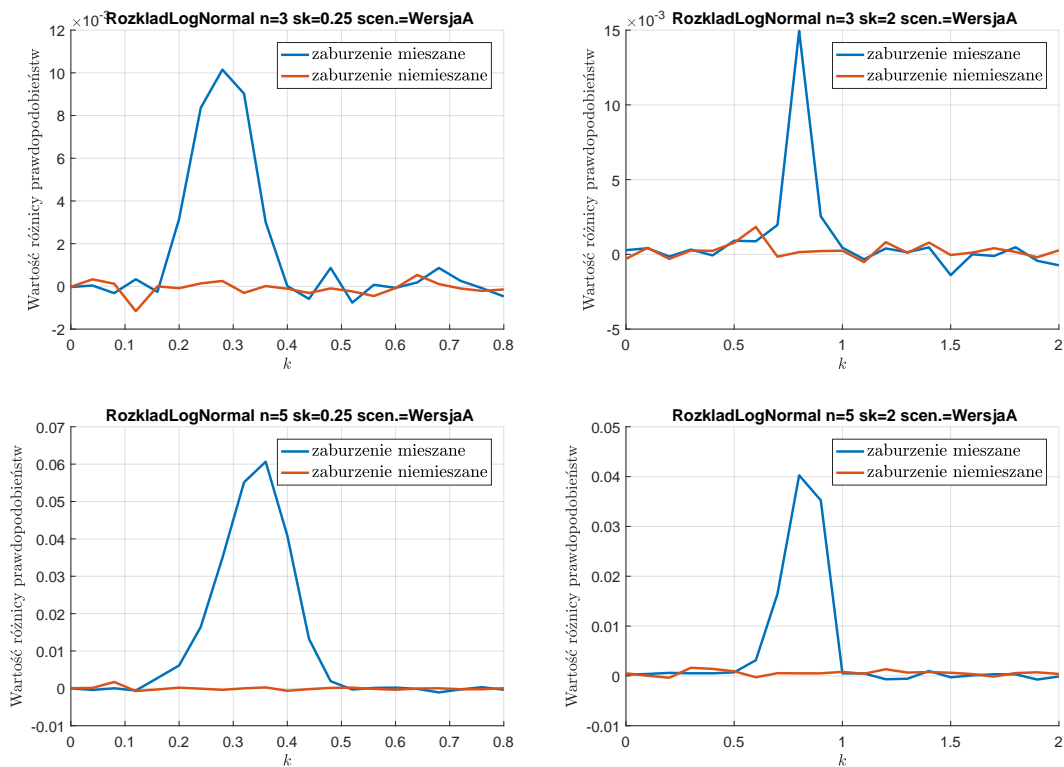 ×10⁻³
RozkladLogNormal n=3 sk=0.25 scen.=WersjaA
12
10
8
6
4
2
0
-2
Wartość różnicy prawdopodobieństw
zaburzenie mieszane
zaburzenie niemieszane
0 0.1 0.2 0.3 0.4 0.5 0.6 0.7 0.8
k
×10⁻³
RozkladLogNormal n=3 sk=2 scen.=WersjaA
15
10
5
0
-5
Wartość różnicy prawdopodobieństw
zaburzenie mieszane
zaburzenie niemieszane
0 0.5 1 1.5 2
k
RozkladLogNormal n=5 sk=0.25 scen.=WersjaA
0.07
0.06
0.05
0.04
0.03
0.02
0.01
0
-0.01
Wartość różnicy prawdopodobieństw
zaburzenie mieszane
zaburzenie niemieszane
0 0.1 0.2 0.3 0.4 0.5 0.6 0.7 0.8
k
RozkladLogNormal n=5 sk=2 scen.=WersjaA
0.05
0.04
0.03
0.02
0.01
0
-0.01
Wartość różnicy prawdopodobieństw
zaburzenie mieszane
zaburzenie niemieszane
0 0.5 1 1.5 2
k